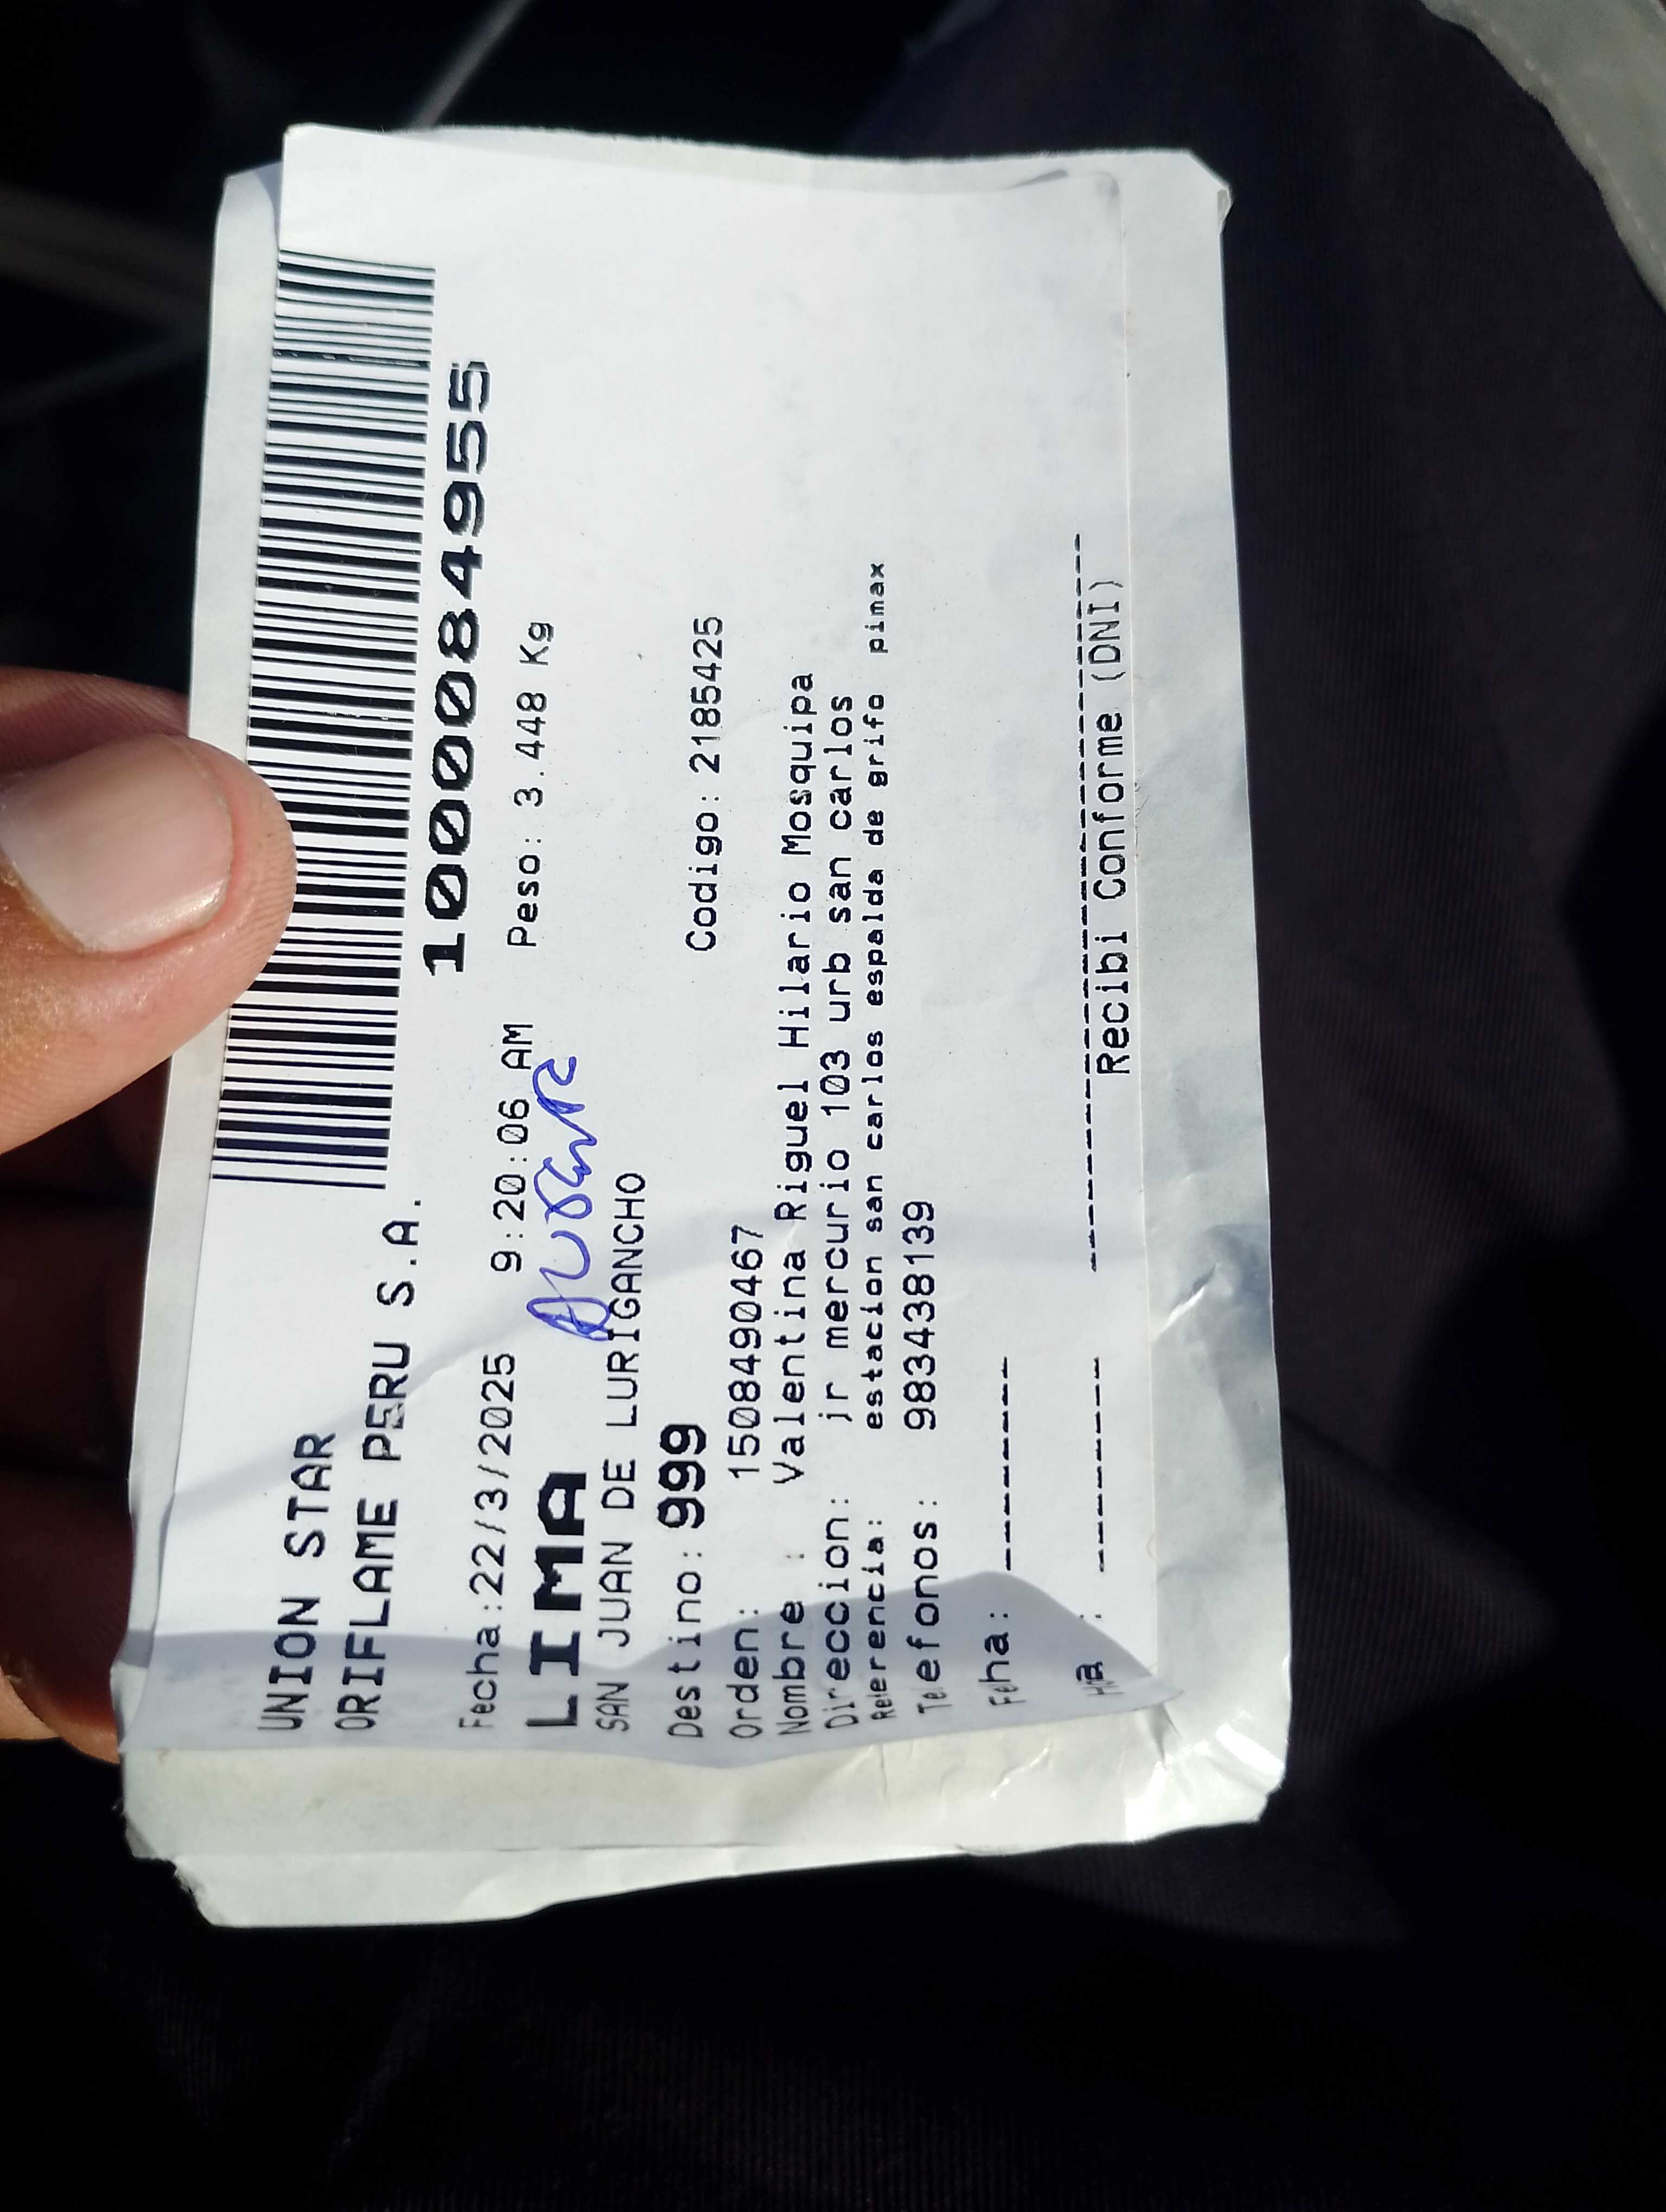 UNION STAR
ORIFLAME PERU S.A.
1000084955
Fecha:22/3/2025 9:20:06 AM Peso: 3.448 Kg
LIMA
SAN JUAN DE LURIGANCHO
Destino: 999 Codigo: 2185425
Orden: 1508490467
Nombre : Valentina Riguel Hilario Mosquipa
Direccion: jr mercurio 103 urb san carlos
Referencia: estacion san carlos espalda de grifo pimax
Telefonos: 983438139
Feha: --------
--------
Recibi Conforme (DNI)